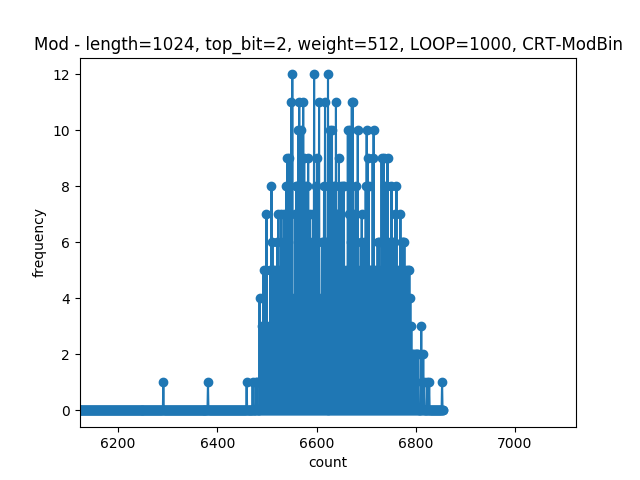 Mod - length=1024, top_bit=2, weight=512, LOOP=1000, CRT-ModBin
12
10
8
6
4
2
0
frequency
6200 6400 6600 6800 7000
count